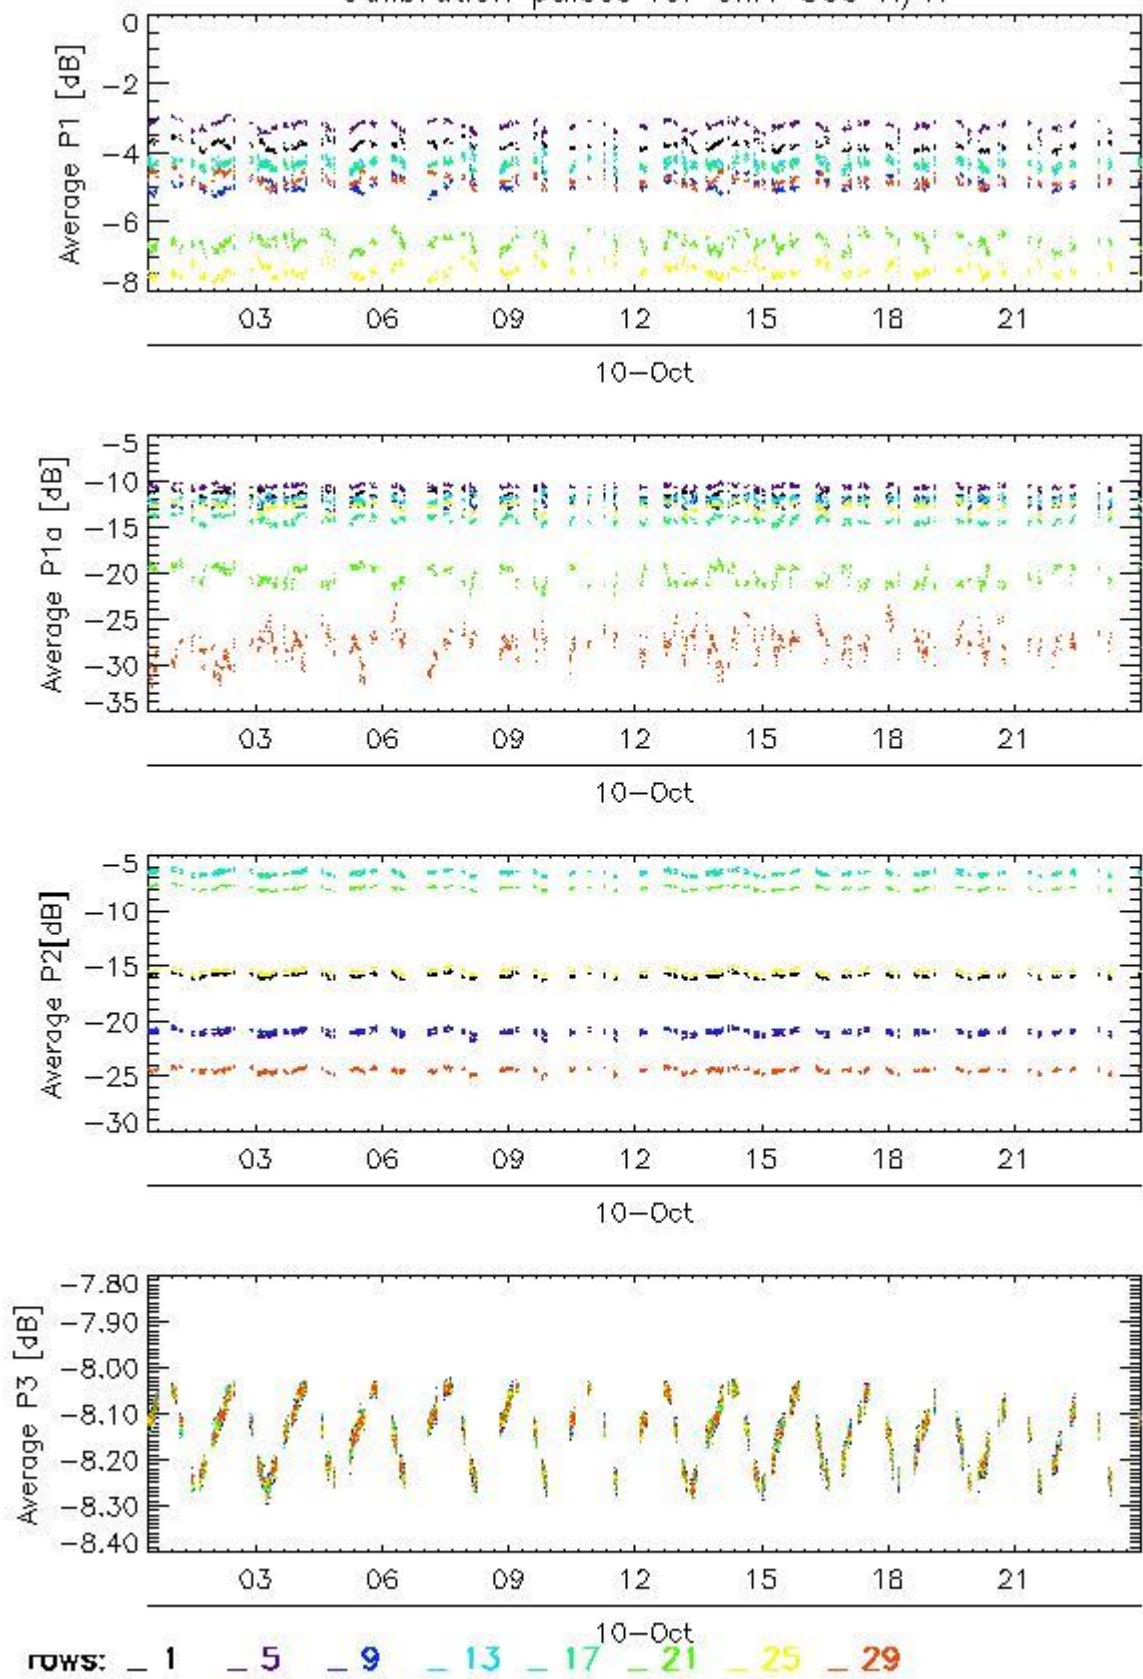 Average P1 [dB]
0
−2
−4
−6
−8
03 06 09 12 15 18 21
10−Oct
Average P1a [dB]
−5
−10
−15
−20
−25
−30
−35
03 06 09 12 15 18 21
10−Oct
Average P2[dB]
−5
−10
−15
−20
−25
−30
03 06 09 12 15 18 21
10−Oct
Average P3 [dB]
−7.80
−7.90
−8.00
−8.10
−8.20
−8.30
−8.40
03 06 09 12 15 18 21
10−Oct
rows: _ 1 _ 5 _ 9 _ 13 _ 17 _ 21 _ 25 _ 29